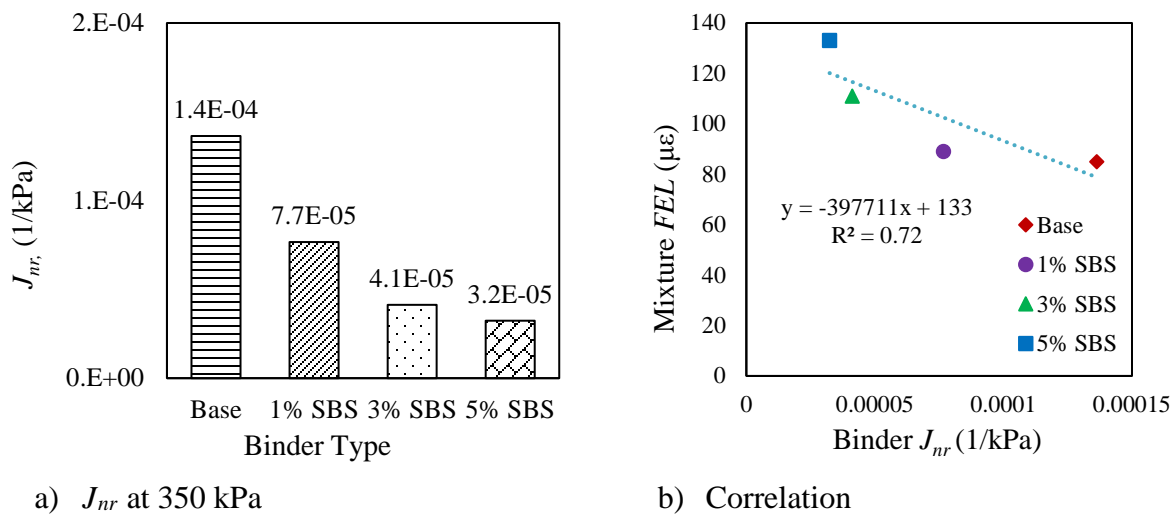 2.E-04
1.E-04
0.E+00
J_nr, (1/kPa)
1.4E-04
7.7E-05
4.1E-05
3.2E-05
Base 1% SBS 3% SBS 5% SBS
Binder Type
a) J_nr at 350 kPa
140
120
100
80
60
40
20
0
Mixture FEL (με)
y = -397711x + 133
R² = 0.72
Base
1% SBS
3% SBS
5% SBS
0 0.00005 0.0001 0.00015
Binder J_nr (1/kPa)
b) Correlation